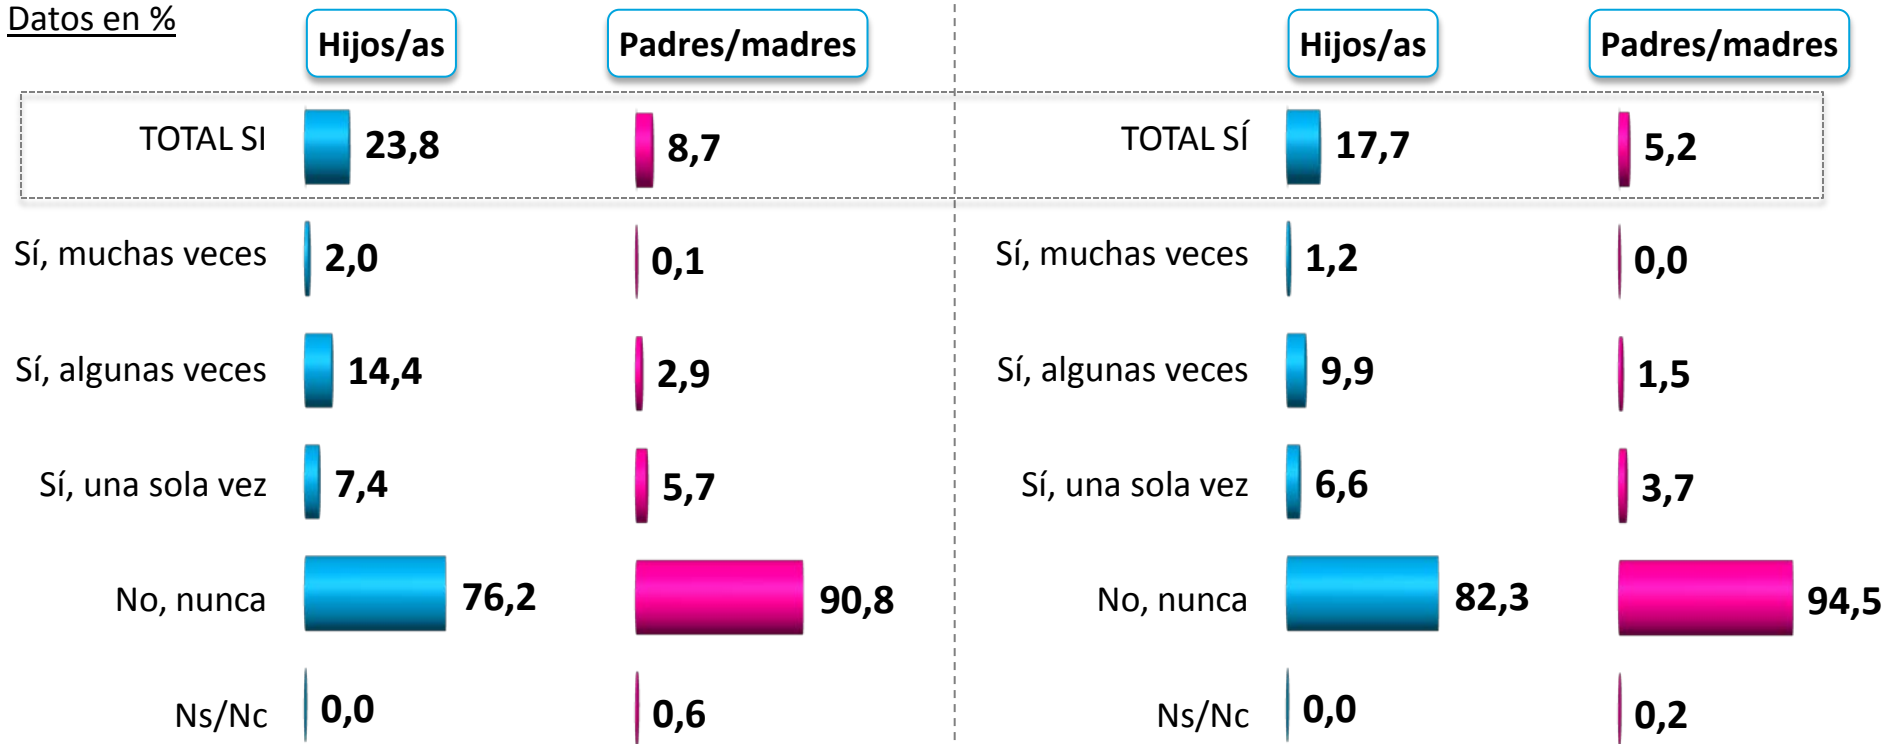 Datos en %
Hijos/as Padres/madres
TOTAL SI 23,8 8,7
Sí, muchas veces 2,0 0,1
Sí, algunas veces 14,4 2,9
Sí, una sola vez 7,4 5,7
No, nunca 76,2 90,8
Ns/Nc 0,0 0,6
Hijos/as Padres/madres
TOTAL SÍ 17,7 5,2
Sí, muchas veces 1,2 0,0
Sí, algunas veces 9,9 1,5
Sí, una sola vez 6,6 3,7
No, nunca 82,3 94,5
Ns/Nc 0,0 0,2